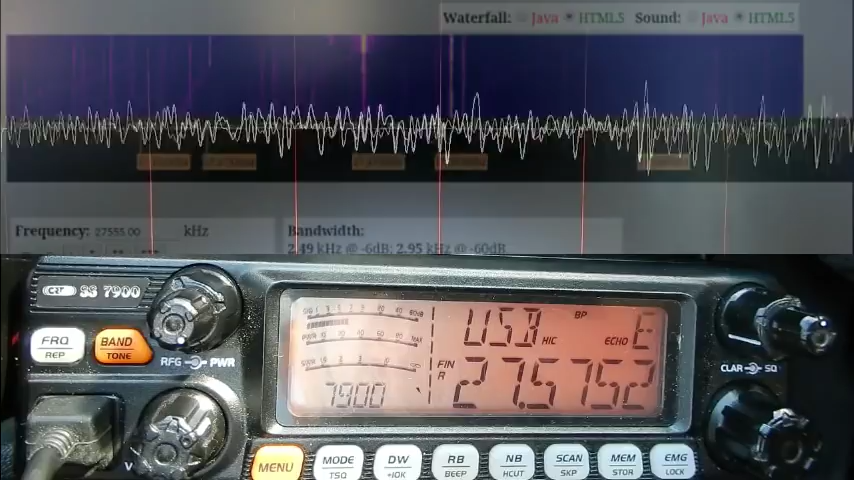 Waterfall: Java HTML5 Sound: Java HTML5
Frequency: 27555.00 kHz
Bandwidth:
2.49 kHz @ -6dB; 2.95 kHz @ -60dB
CRT SS 7900
FRQ
REP
BAND
TONE
RFG PWR
USB
HIC
BP
ECHO E
FIN
R
27.5752
7900
CLAR SQ
V
MENU
MODE
TSQ
DW
+10K
RB
BEEP
NB
HCUT
SCAN
SKP
MEM
STOR
EMG
LOCK